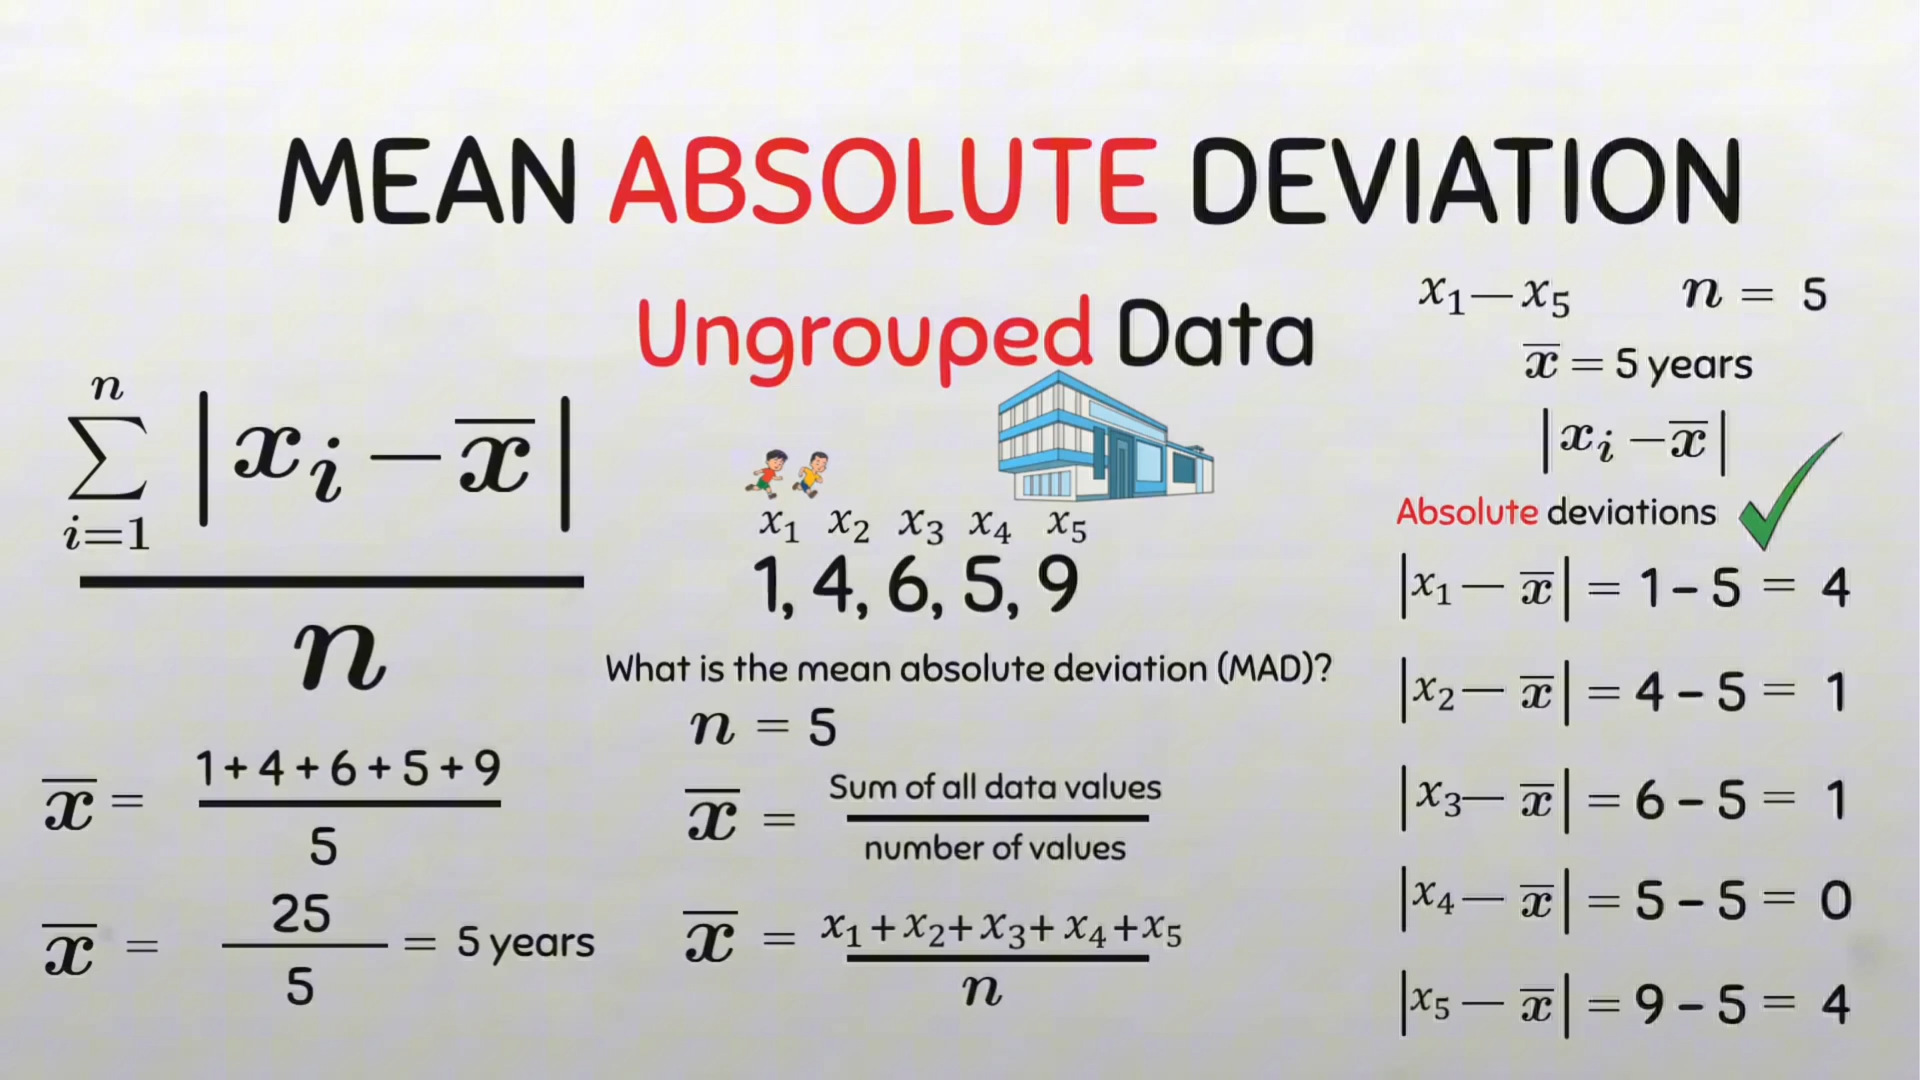 MEAN ABSOLUTE DEVIATION
Ungrouped Data
n
∑ |xᵢ − x̅|
i=1
n
x̅ = 1 + 4 + 6 + 5 + 9
5
x̅ = 25 = 5 years
5
x₁ x₂ x₃ x₄ x₅
1, 4, 6, 5, 9
What is the mean absolute deviation (MAD)?
n = 5
x̅ = Sum of all data values
number of values
x̅ = x₁+x₂+x₃+x₄+x₅
n
x₁— x₅ n = 5
x̅ = 5 years
|xᵢ − x̅|
Absolute deviations
|x₁ — x̅| = 1 – 5 = 4
|x₂ — x̅| = 4 – 5 = 1
|x₃— x̅| = 6 – 5 = 1
|x₄— x̅| = 5 – 5 = 0
|x₅ — x̅| = 9 – 5 = 4